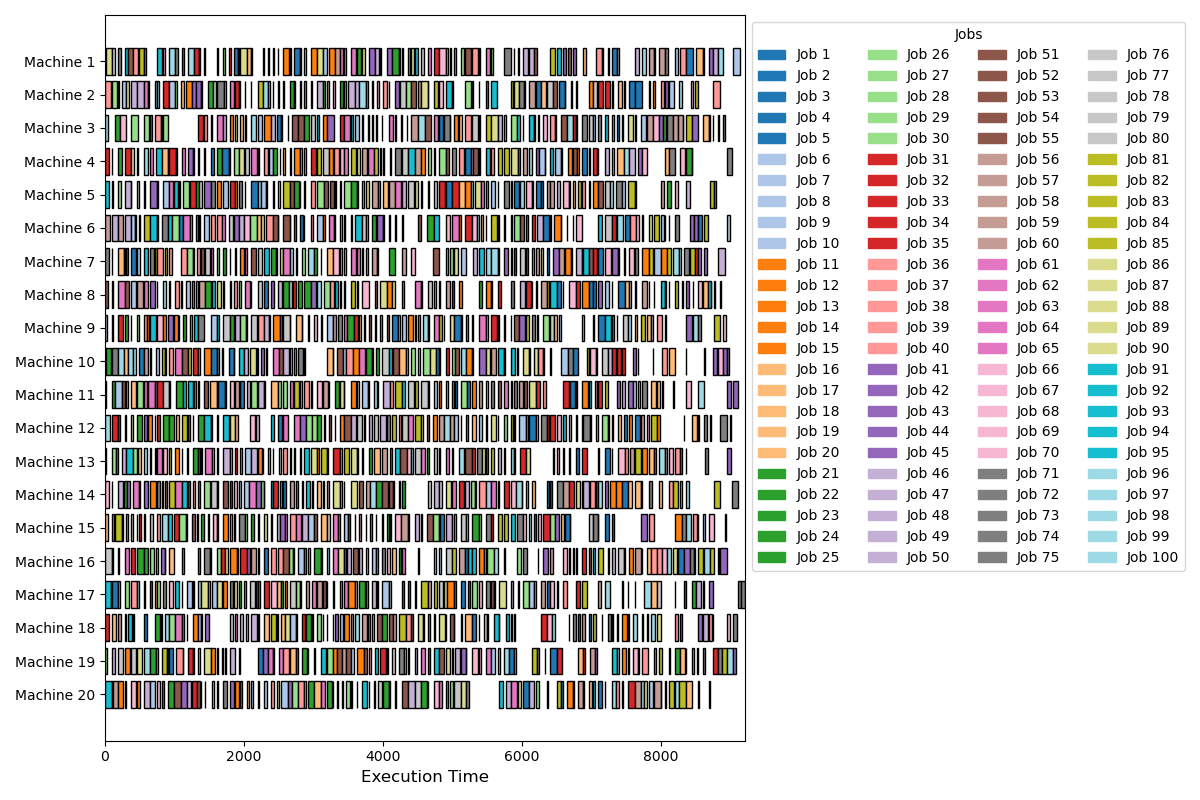 Machine 1
Machine 2
Machine 3
Machine 4
Machine 5
Machine 6
Machine 7
Machine 8
Machine 9
Machine 10
Machine 11
Machine 12
Machine 13
Machine 14
Machine 15
Machine 16
Machine 17
Machine 18
Machine 19
Machine 20
0 2000 4000 6000 8000
Execution Time
Jobs
Job 1 Job 26 Job 51 Job 76
Job 2 Job 27 Job 52 Job 77
Job 3 Job 28 Job 53 Job 78
Job 4 Job 29 Job 54 Job 79
Job 5 Job 30 Job 55 Job 80
Job 6 Job 31 Job 56 Job 81
Job 7 Job 32 Job 57 Job 82
Job 8 Job 33 Job 58 Job 83
Job 9 Job 34 Job 59 Job 84
Job 10 Job 35 Job 60 Job 85
Job 11 Job 36 Job 61 Job 86
Job 12 Job 37 Job 62 Job 87
Job 13 Job 38 Job 63 Job 88
Job 14 Job 39 Job 64 Job 89
Job 15 Job 40 Job 65 Job 90
Job 16 Job 41 Job 66 Job 91
Job 17 Job 42 Job 67 Job 92
Job 18 Job 43 Job 68 Job 93
Job 19 Job 44 Job 69 Job 94
Job 20 Job 45 Job 70 Job 95
Job 21 Job 46 Job 71 Job 96
Job 22 Job 47 Job 72 Job 97
Job 23 Job 48 Job 73 Job 98
Job 24 Job 49 Job 74 Job 99
Job 25 Job 50 Job 75 Job 100